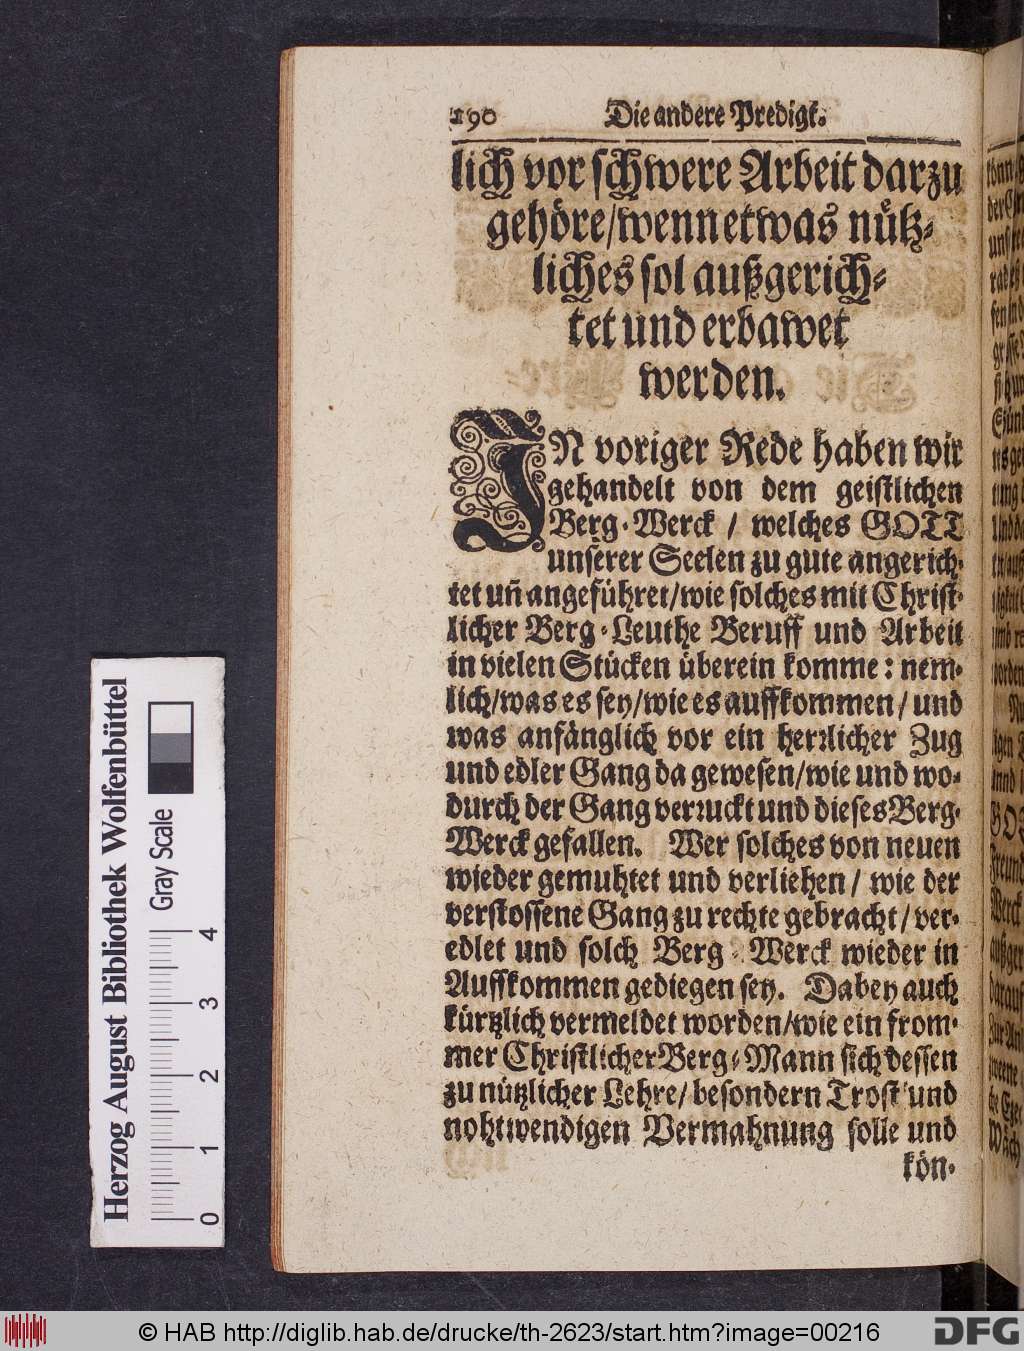 190 Die andere Predigt.
lich vor schwere Arbeit darzu
gehöre/wenn etwas nütz-
liches sol außgerich-
tet und erbawet
werden.
IN voriger Rede haben wir
gehandelt von dem geistlichen
Berg-Werck / welches GOTT
unserer Seelen zu gute angerich-
tet uñ angeführet/wie solches mit Christ-
licher Berg-Leuthe Beruff und Arbeit
in vielen Stücken überein komme: nem-
lich/was es sey/wie es auffkommen/ und
was anfänglich vor ein herꝛlicher Zug
und edler Gang da gewesen/wie und wo-
durch der Gang verꝛuckt und dieses Berg-
Werck gefallen. Wer solches von neuen
wieder gemuhtet und verliehen/ wie der
verstossene Gang zu rechte gebracht/ ver-
edlet und solch Berg-Werck wieder in
Auffkommen gediegen sey. Dabey auch
kürtzlich vermeldet worden/wie ein from-
mer Christlicher Berg-Mann sich dessen
zu nützlicher Lehre/ besondern Trost und
nohtwendigen Vermahnung solle und
kön-
Herzog August Bibliothek Wolfenbüttel
Gray Scale
0 1 2 3 4
© HAB http://diglib.hab.de/drucke/th-2623/start.htm?image=00216
DFG